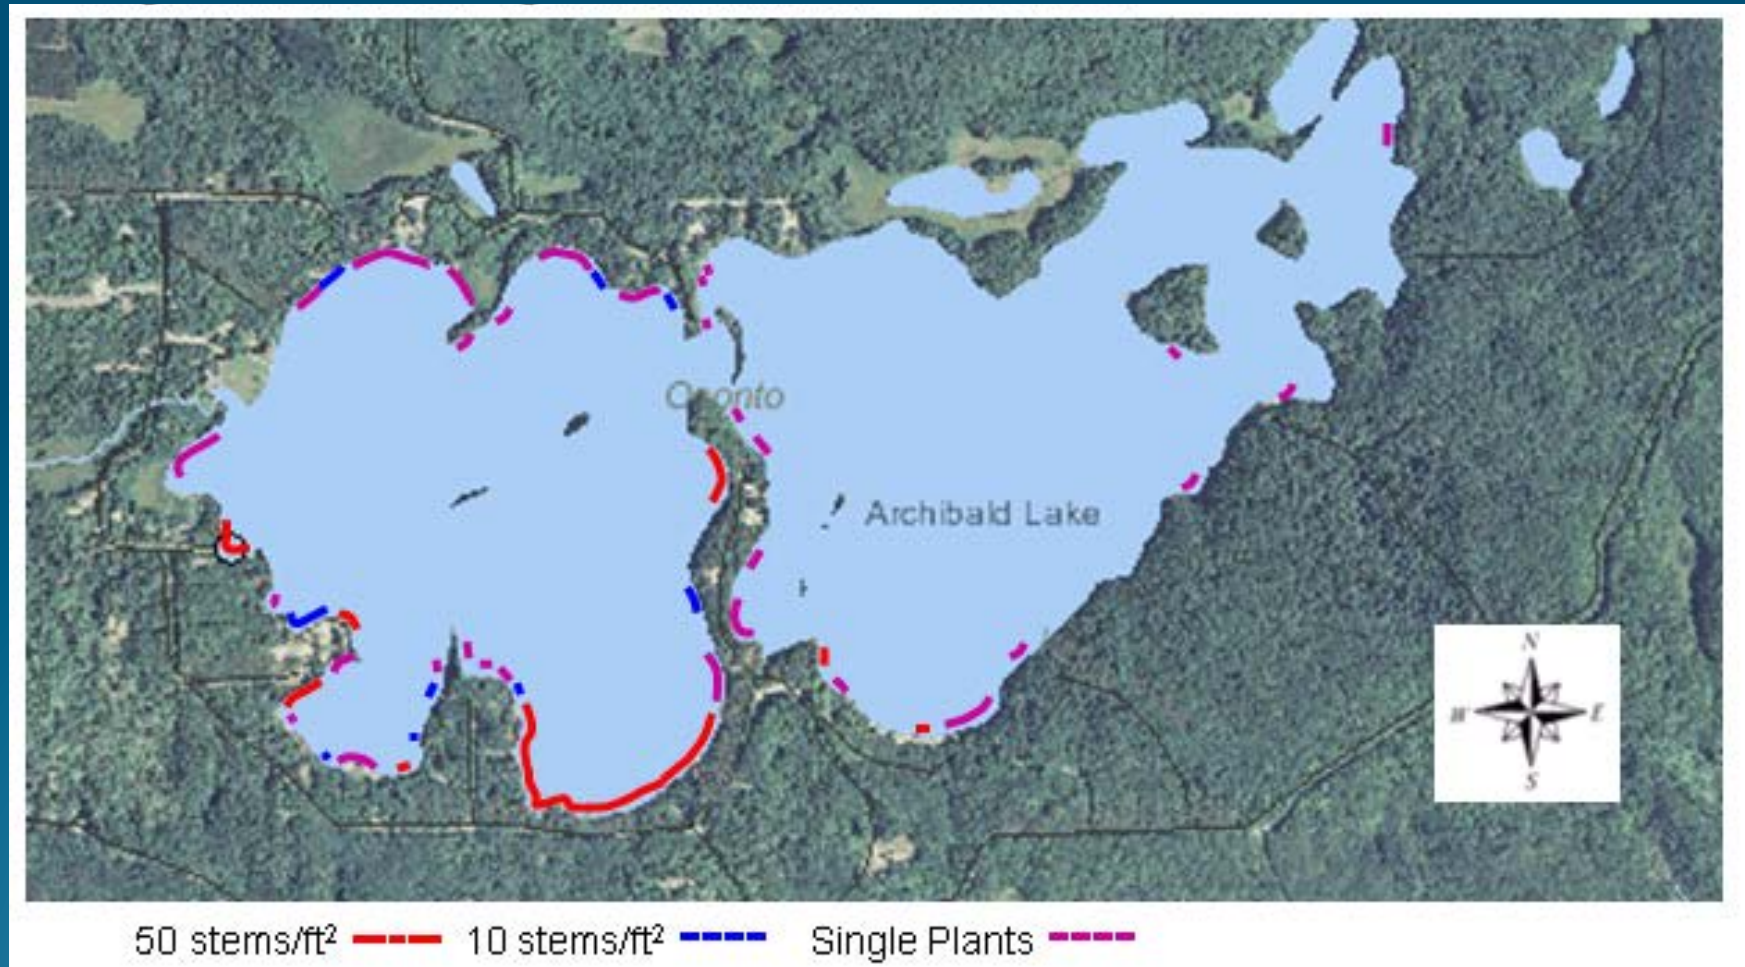 Oconto
Archibald Lake
N
W E
S
50 stems/ft² 10 stems/ft² Single Plants